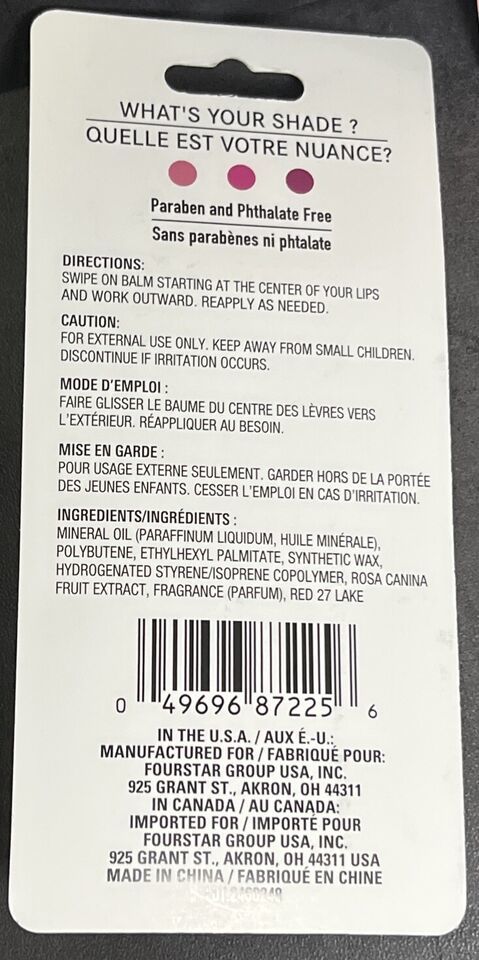 WHAT'S YOUR SHADE ?
QUELLE EST VOTRE NUANCE?
Paraben and Phthalate Free
Sans parabènes ni phtalate
DIRECTIONS:
SWIPE ON BALM STARTING AT THE CENTER OF YOUR LIPS
AND WORK OUTWARD. REAPPLY AS NEEDED.
CAUTION:
FOR EXTERNAL USE ONLY. KEEP AWAY FROM SMALL CHILDREN.
DISCONTINUE IF IRRITATION OCCURS.
MODE D'EMPLOI :
FAIRE GLISSER LE BAUME DU CENTRE DES LÈVRES VERS
L'EXTÉRIEUR. RÉAPPLIQUER AU BESOIN.
MISE EN GARDE :
POUR USAGE EXTERNE SEULEMENT. GARDER HORS DE LA PORTÉE
DES JEUNES ENFANTS. CESSER L'EMPLOI EN CAS D'IRRITATION.
INGREDIENTS/INGRÉDIENTS :
MINERAL OIL (PARAFFINUM LIQUIDUM, HUILE MINÉRALE),
POLYBUTENE, ETHYLHEXYL PALMITATE, SYNTHETIC WAX,
HYDROGENATED STYRENE/ISOPRENE COPOLYMER, ROSA CANINA
FRUIT EXTRACT, FRAGRANCE (PARFUM), RED 27 LAKE
0 49696 87225 6
IN THE U.S.A. / AUX É.-U.:
MANUFACTURED FOR / FABRIQUÉ POUR:
FOURSTAR GROUP USA, INC.
925 GRANT ST., AKRON, OH 44311
IN CANADA / AU CANADA:
IMPORTED FOR / IMPORTÉ POUR
FOURSTAR GROUP USA, INC.
925 GRANT ST., AKRON, OH 44311 USA
MADE IN CHINA / FABRIQUÉ EN CHINE